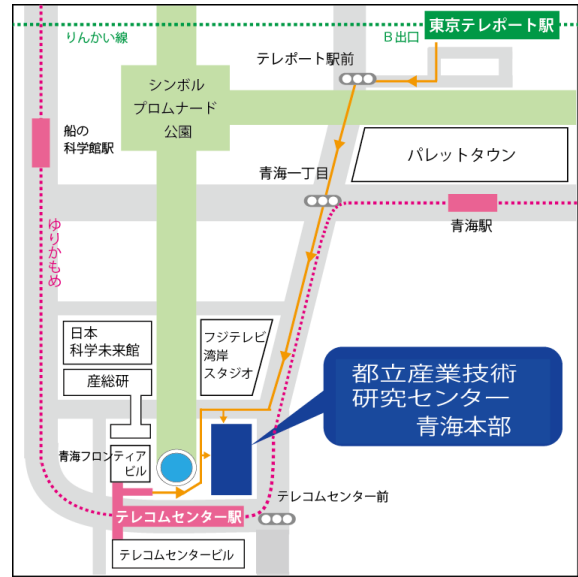 東京テレポート駅
りんかい線
B出口
テレポート駅前
シンボル
プロムナード
公園
船の
科学館駅
パレットタウン
青海一丁目
青海駅
ゆりかもめ
日本
科学未来館
フジテレビ
湾岸
スタジオ
産総研
都立産業技術
研究センター
青海本部
青海フロンティア
ビル
テレコムセンター前
テレコムセンター駅
テレコムセンタービル